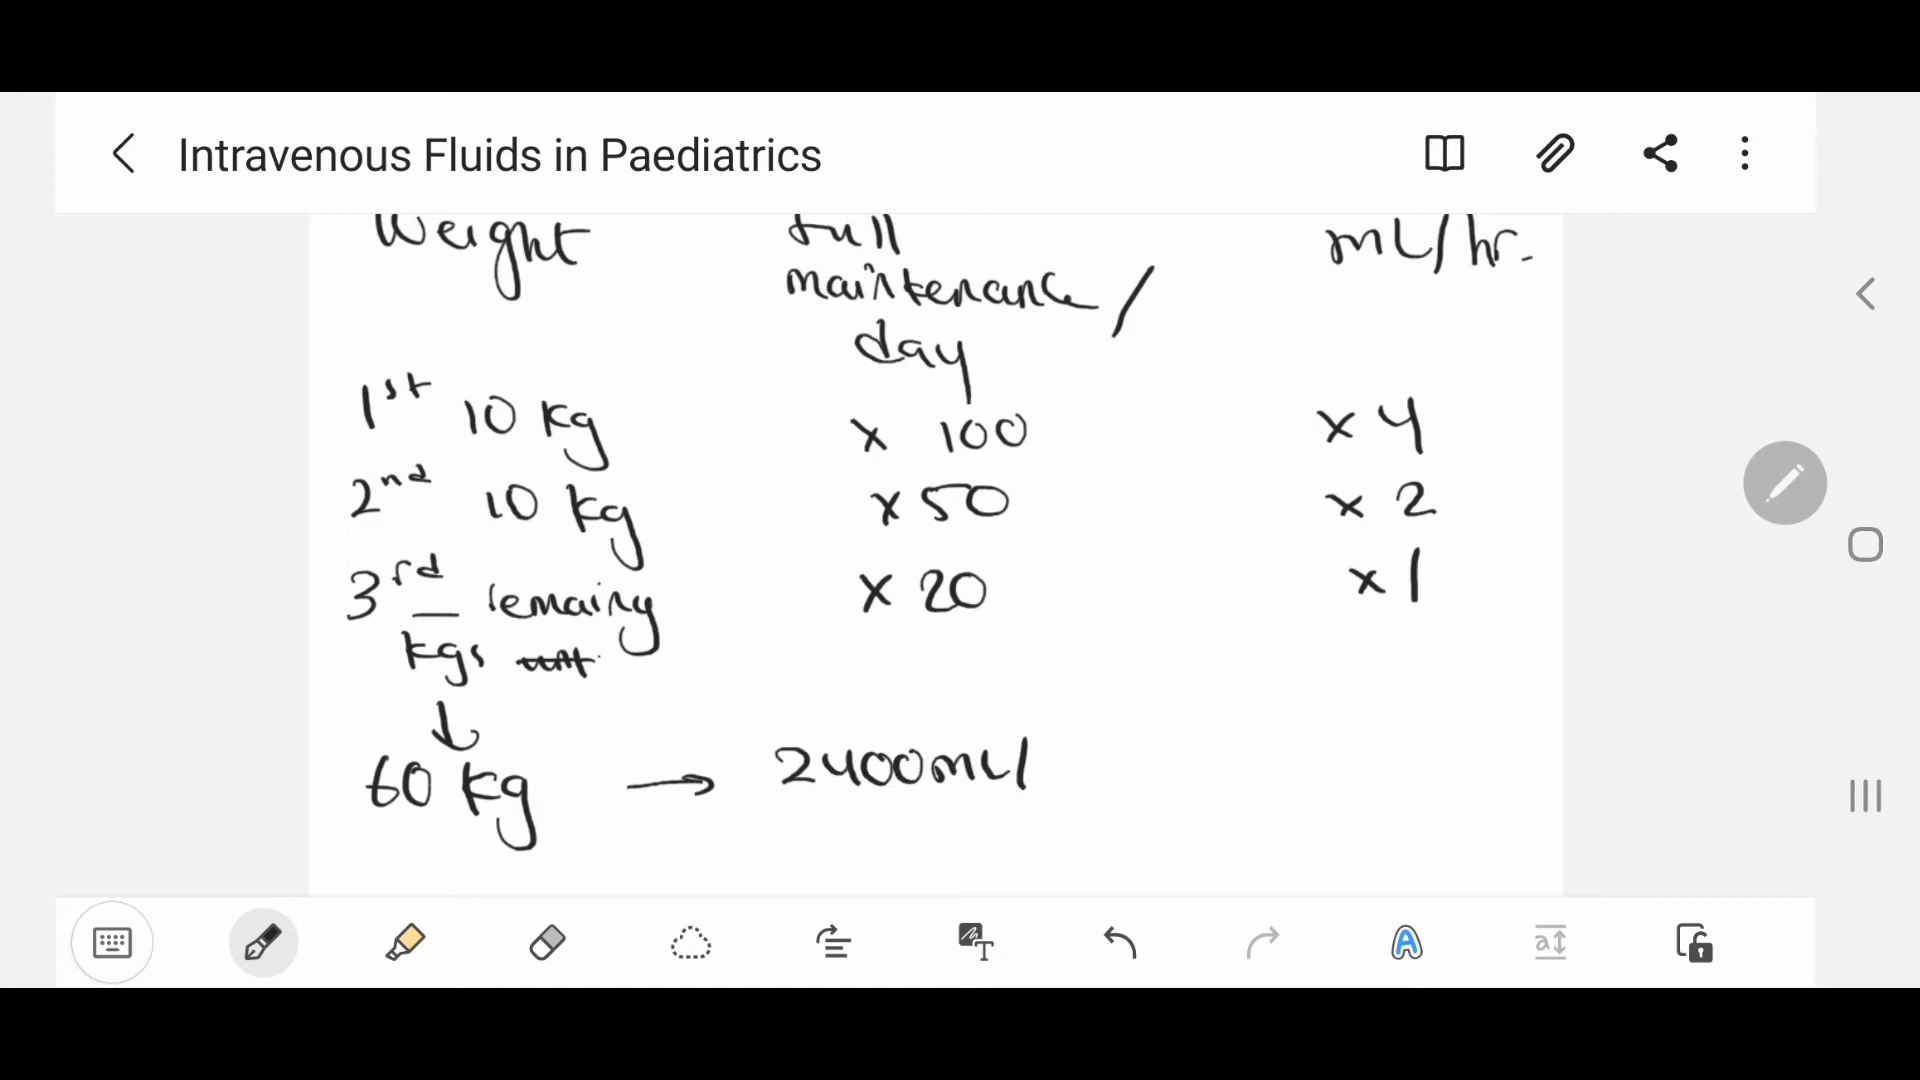 Intravenous Fluids in Paediatrics
Weight full mL/hr.
maintenance/
day
1st 10 kg x 100 x 4
2nd 10 kg x 50 x 2
3rd _ remaining x 20 x 1
kgs
↓
60 kg → 2400mL/